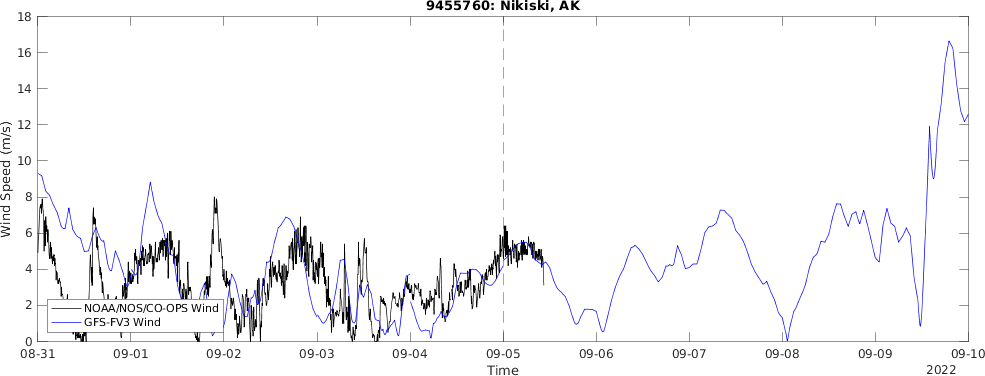 9455760: Nikiski, AK
Wind Speed (m/s)
18
16
14
12
10
8
6
4
2
0
NOAA/NOS/CO-OPS Wind
GFS-FV3 Wind
08-31 09-01 09-02 09-03 09-04 09-05 09-06 09-07 09-08 09-09 09-10
Time
2022